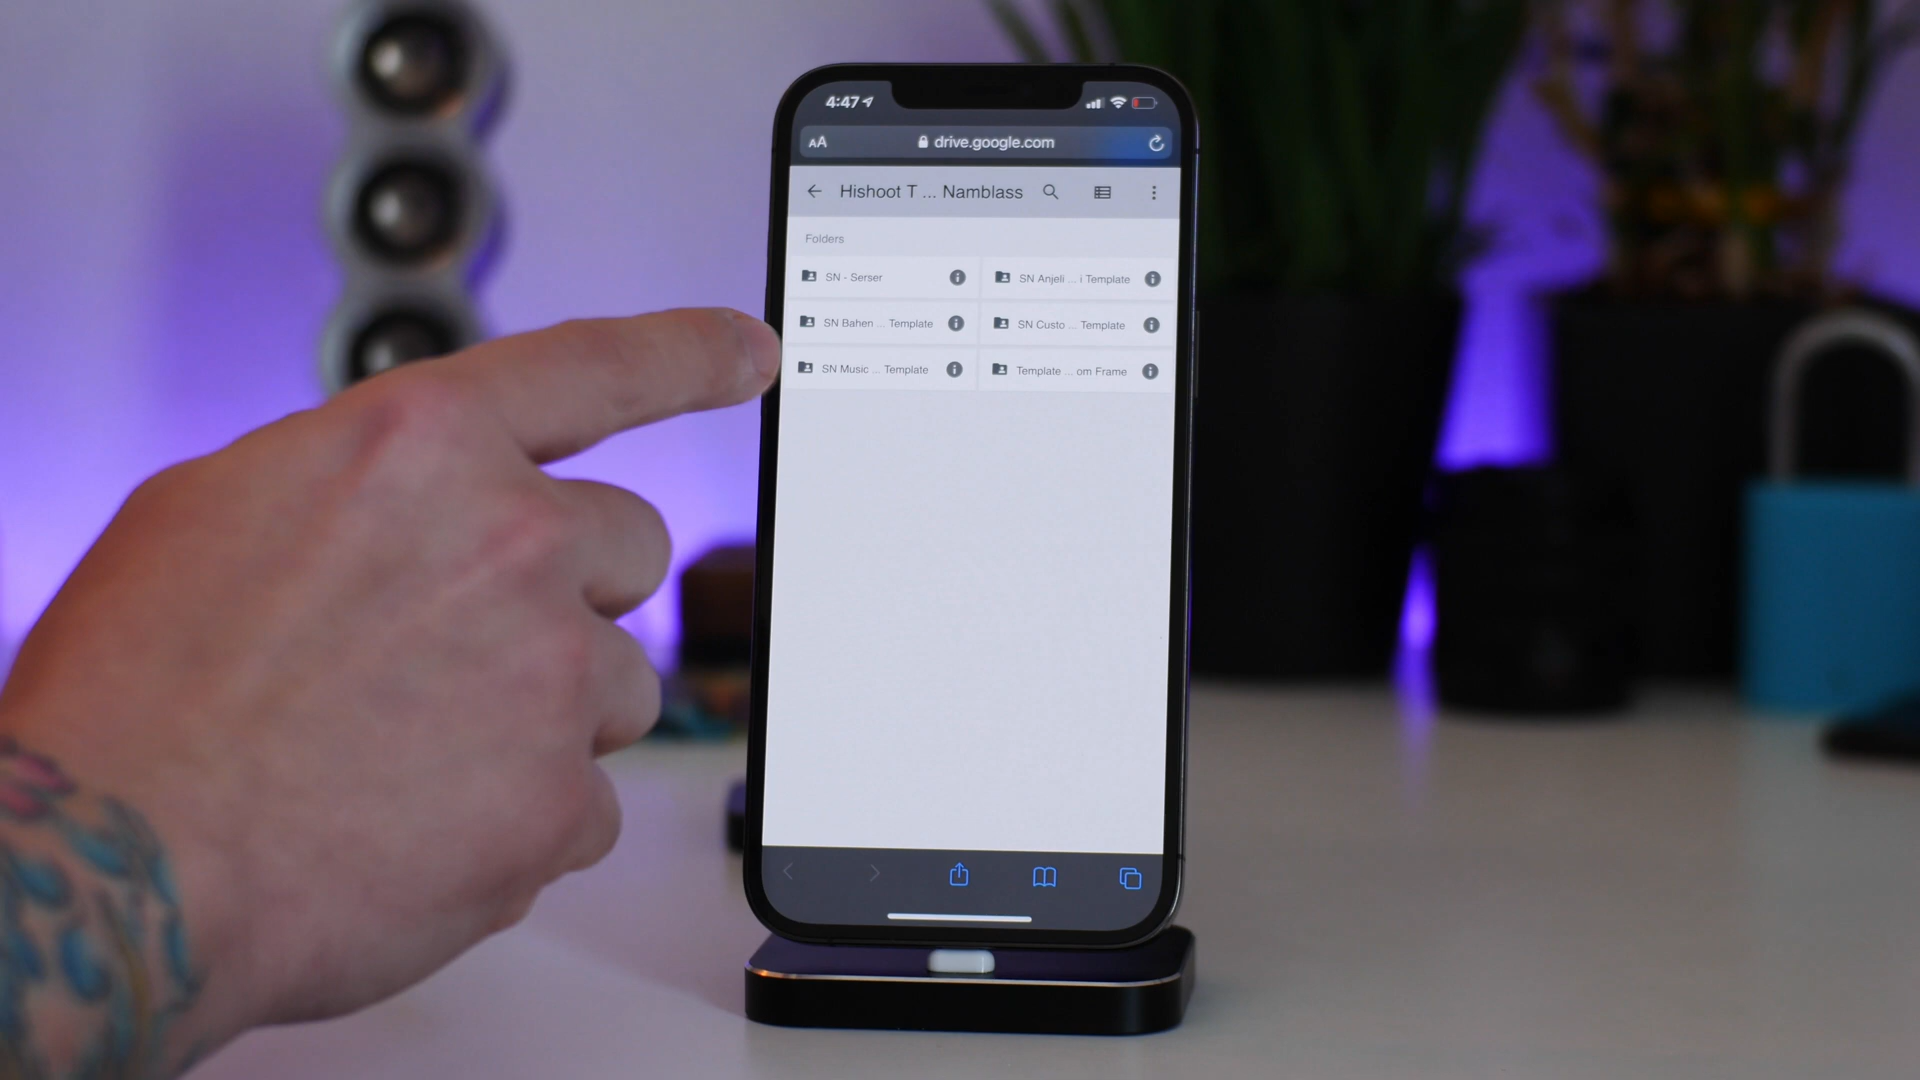 4:47
AA drive.google.com
Hishoot T ... Namblass
Folders
SN - Serser
SN Anjeli ... i Template
SN Bahen ... Template
SN Custo ... Template
SN Music ... Template
Template ... om Frame